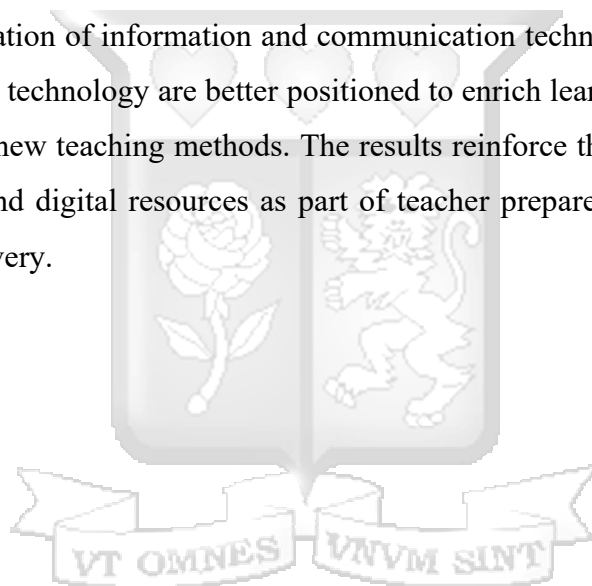 ation of information and communication techn
technology are better positioned to enrich lear
new teaching methods. The results reinforce th
nd digital resources as part of teacher prepare
very.
VT OMNES VNVM SINT